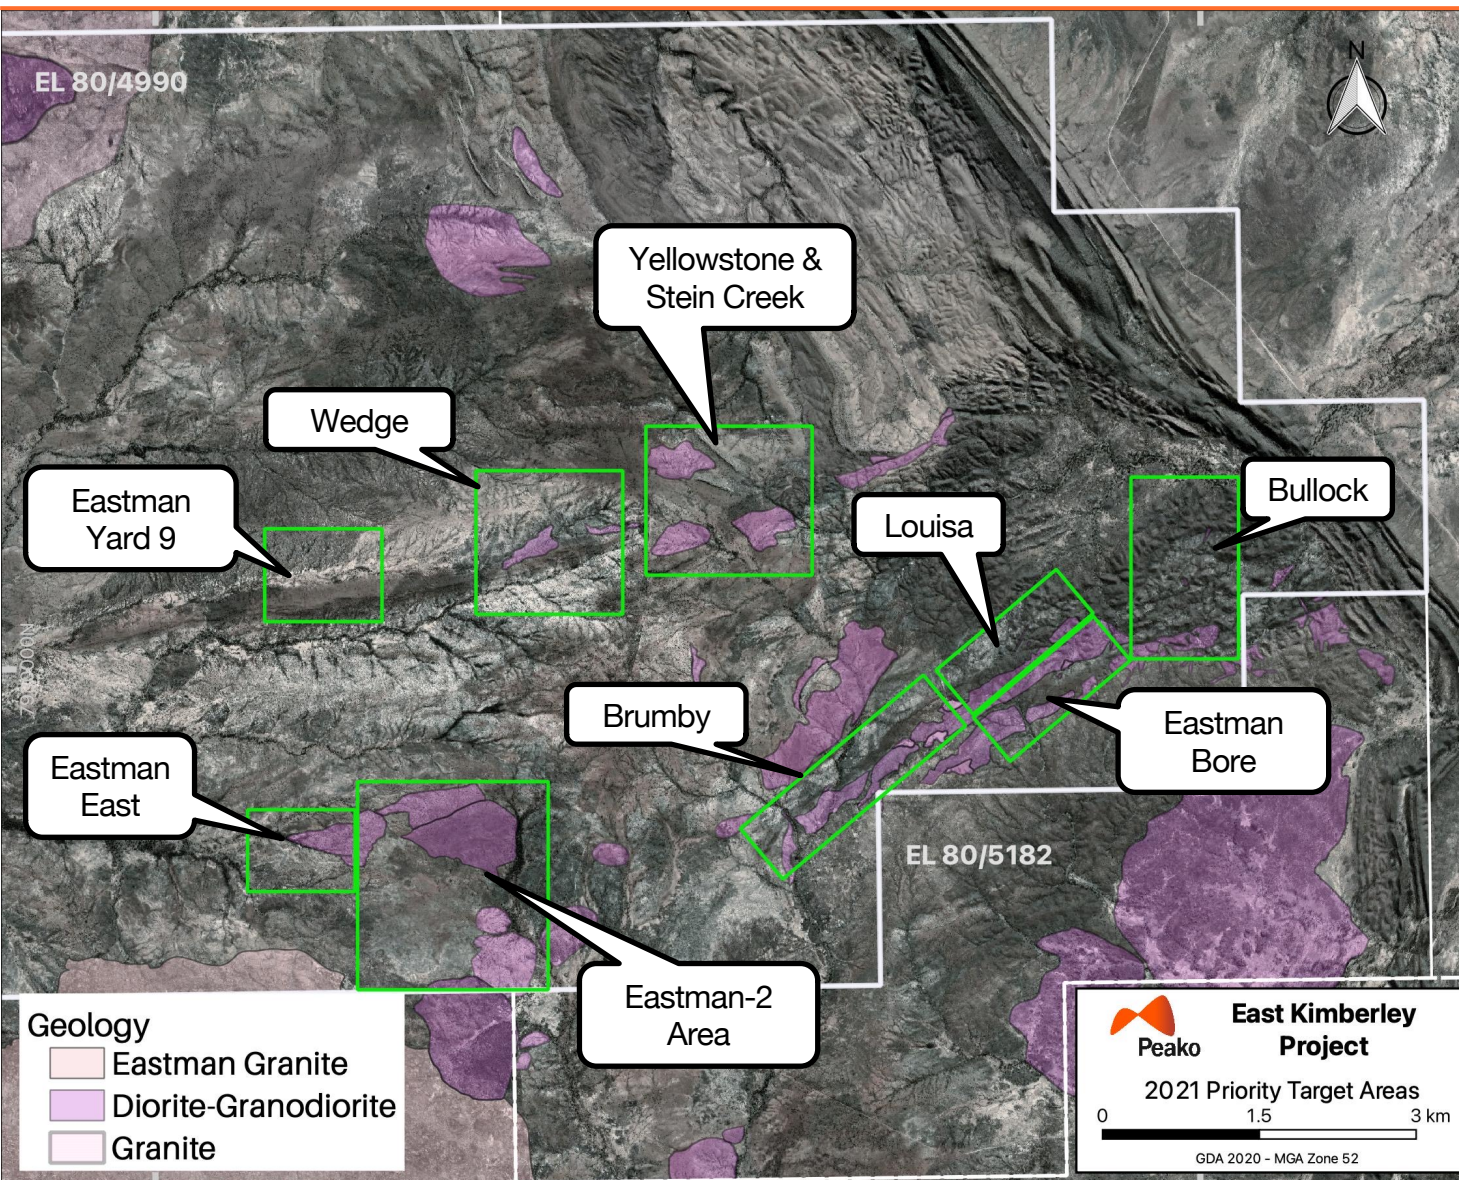 N
EL 80/4990
Yellowstone &
Stein Creek
Wedge
Eastman
Yard 9
Bullock
Louisa
Brumby
Eastman
Bore
Eastman
East
EL 80/5182
Eastman-2
Area
Geology
Eastman Granite
Diorite-Granodiorite
Granite
Peako
East Kimberley
Project
2021 Priority Target Areas
0 1.5 3 km
GDA 2020 - MGA Zone 52